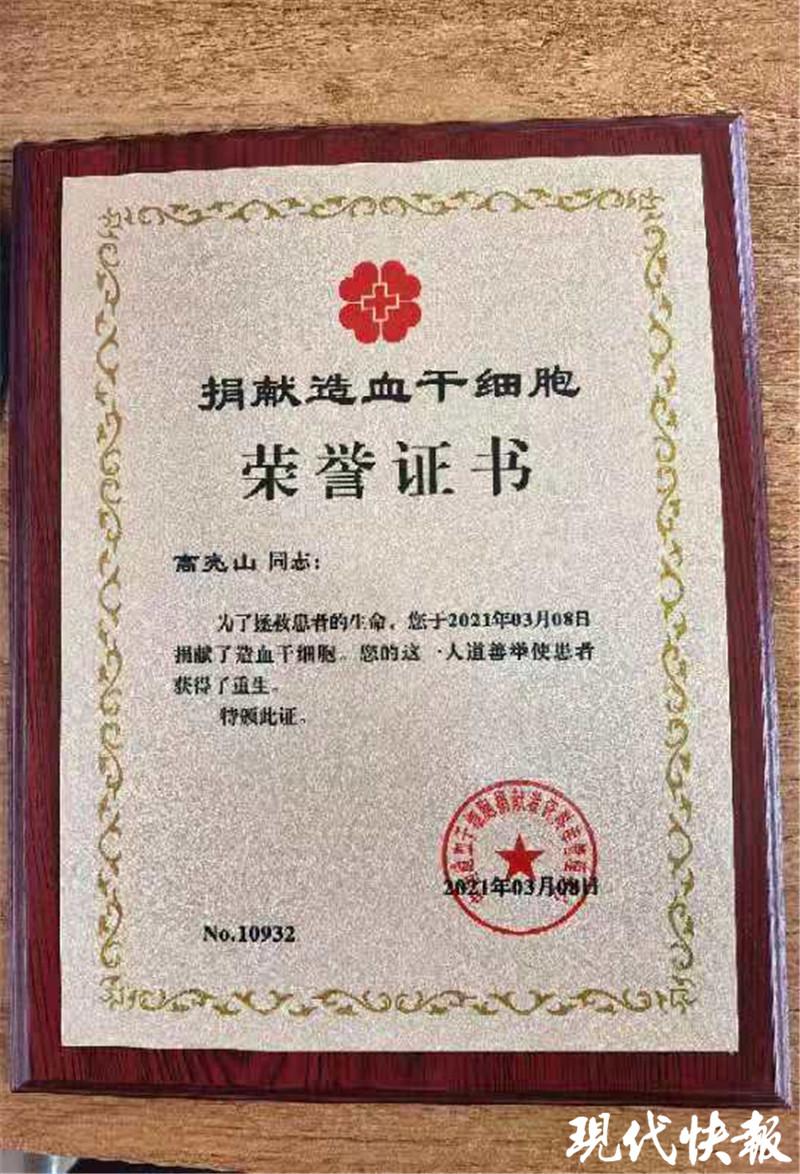 捐献造血干细胞
荣誉证书
高亮山 同志：
为了拯救患者的生命，您于2021年03月08日
捐献了造血干细胞。您的这一人道善举使患者
获得了重生。
特颁此证。
2021年03月08日
No.10932
现代快报